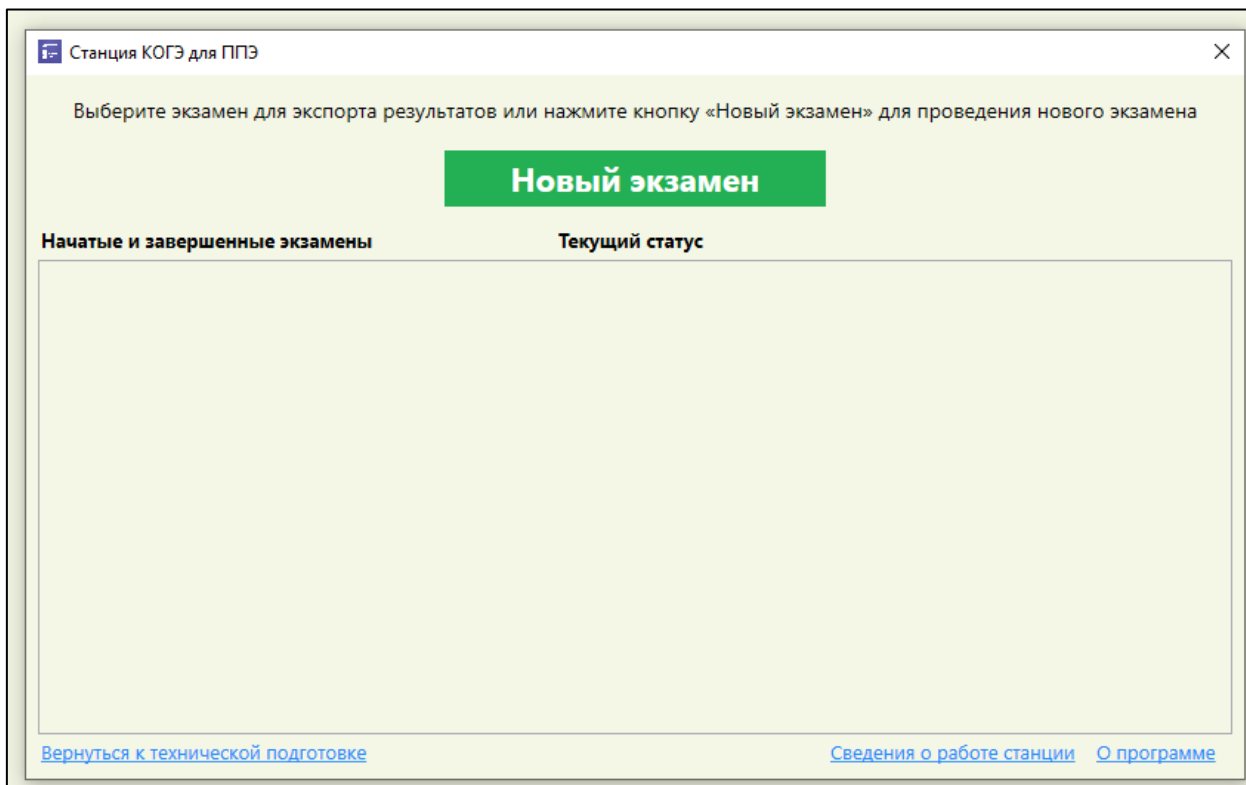 Станция КОГЭ для ППЭ
Выберите экзамен для экспорта результатов или нажмите кнопку «Новый экзамен» для проведения нового экзамена
Новый экзамен
Начатые и завершенные экзамены Текущий статус
Вернуться к технической подготовке Сведения о работе станции О программе